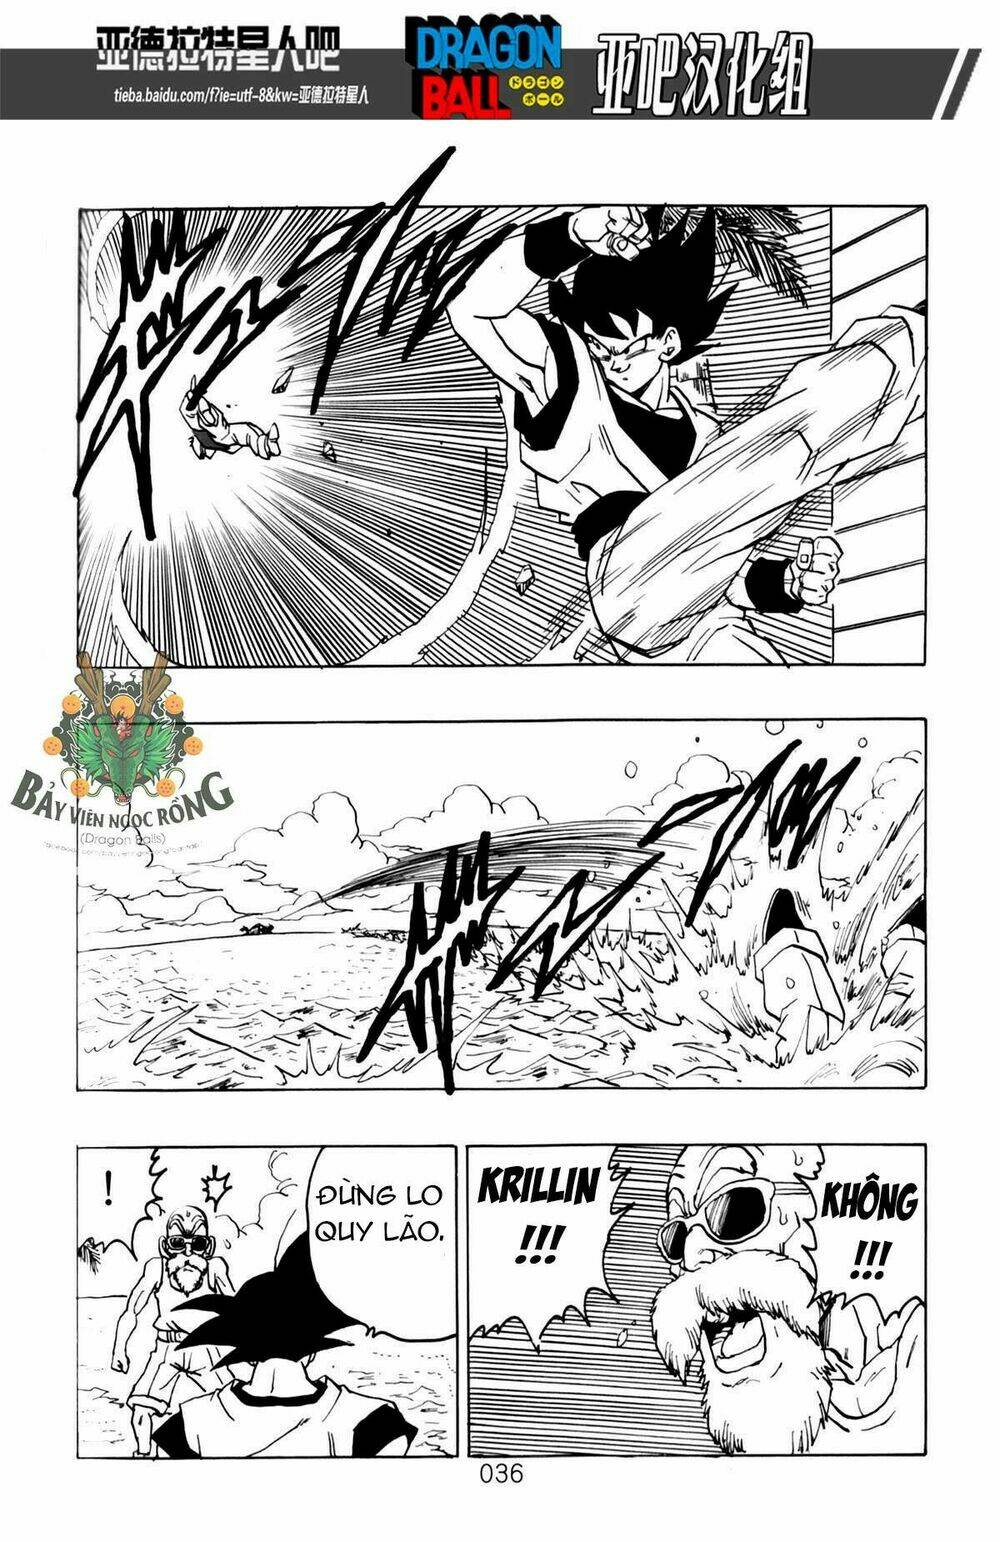 亚德拉特星人吧
tieba.baidu.com/f?ie=utf-8&kw=亚德拉特星人
DRAGON
BALL
ドラゴン
ボール
亚吧汉化组
BẢY VIÊN NGỌC RỒNG
(Dragon Balls)
!
ĐỪNG LO
QUY LÃO.
KRILLIN
!!!
KHÔNG
!!!
036